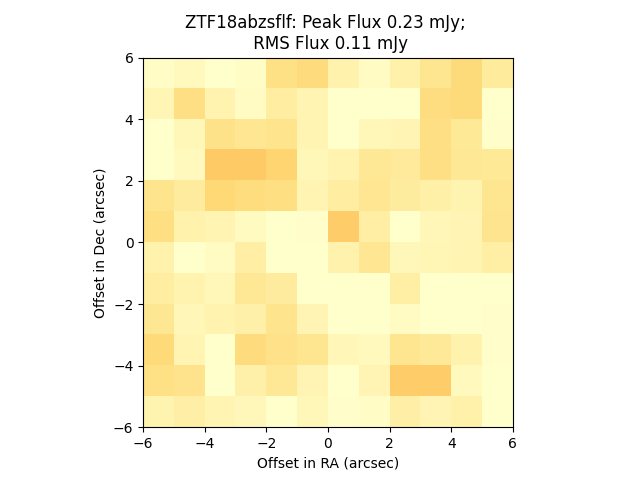 ZTF18abzsflf: Peak Flux 0.23 mJy;
RMS Flux 0.11 mJy
6
4
2
0
−2
−4
−6
Offset in Dec (arcsec)
−6 −4 −2 0 2 4 6
Offset in RA (arcsec)